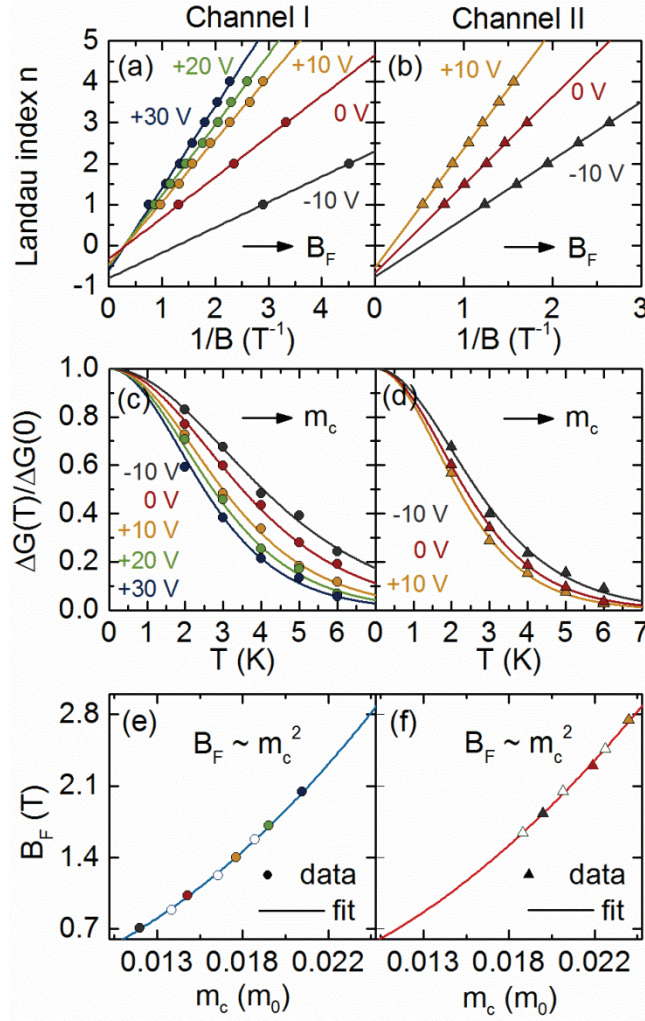 Channel I Channel II
Landau index n
5
4
3
2
1
0
-1
(a)
+20 V
+10 V
+30 V
0 V
-10 V
B_F
(b)
+10 V
0 V
-10 V
B_F
0 1 2 3 4 0 1 2 3
1/B (T⁻¹) 1/B (T⁻¹)
ΔG(T)/ΔG(0)
1.0
0.8
0.6
0.4
0.2
0.0
(c)
m_c
-10 V
0 V
+10 V
+20 V
+30 V
(d)
m_c
-10 V
0 V
+10 V
0 1 2 3 4 5 6 0 1 2 3 4 5 6 7
T (K) T (K)
B_F (T)
2.8
2.1
1.4
0.7
(e)
B_F ~ m_c²
data
fit
(f)
B_F ~ m_c²
data
fit
0.013 0.018 0.022 0.013 0.018 0.022
m_c (m_0) m_c (m_0)